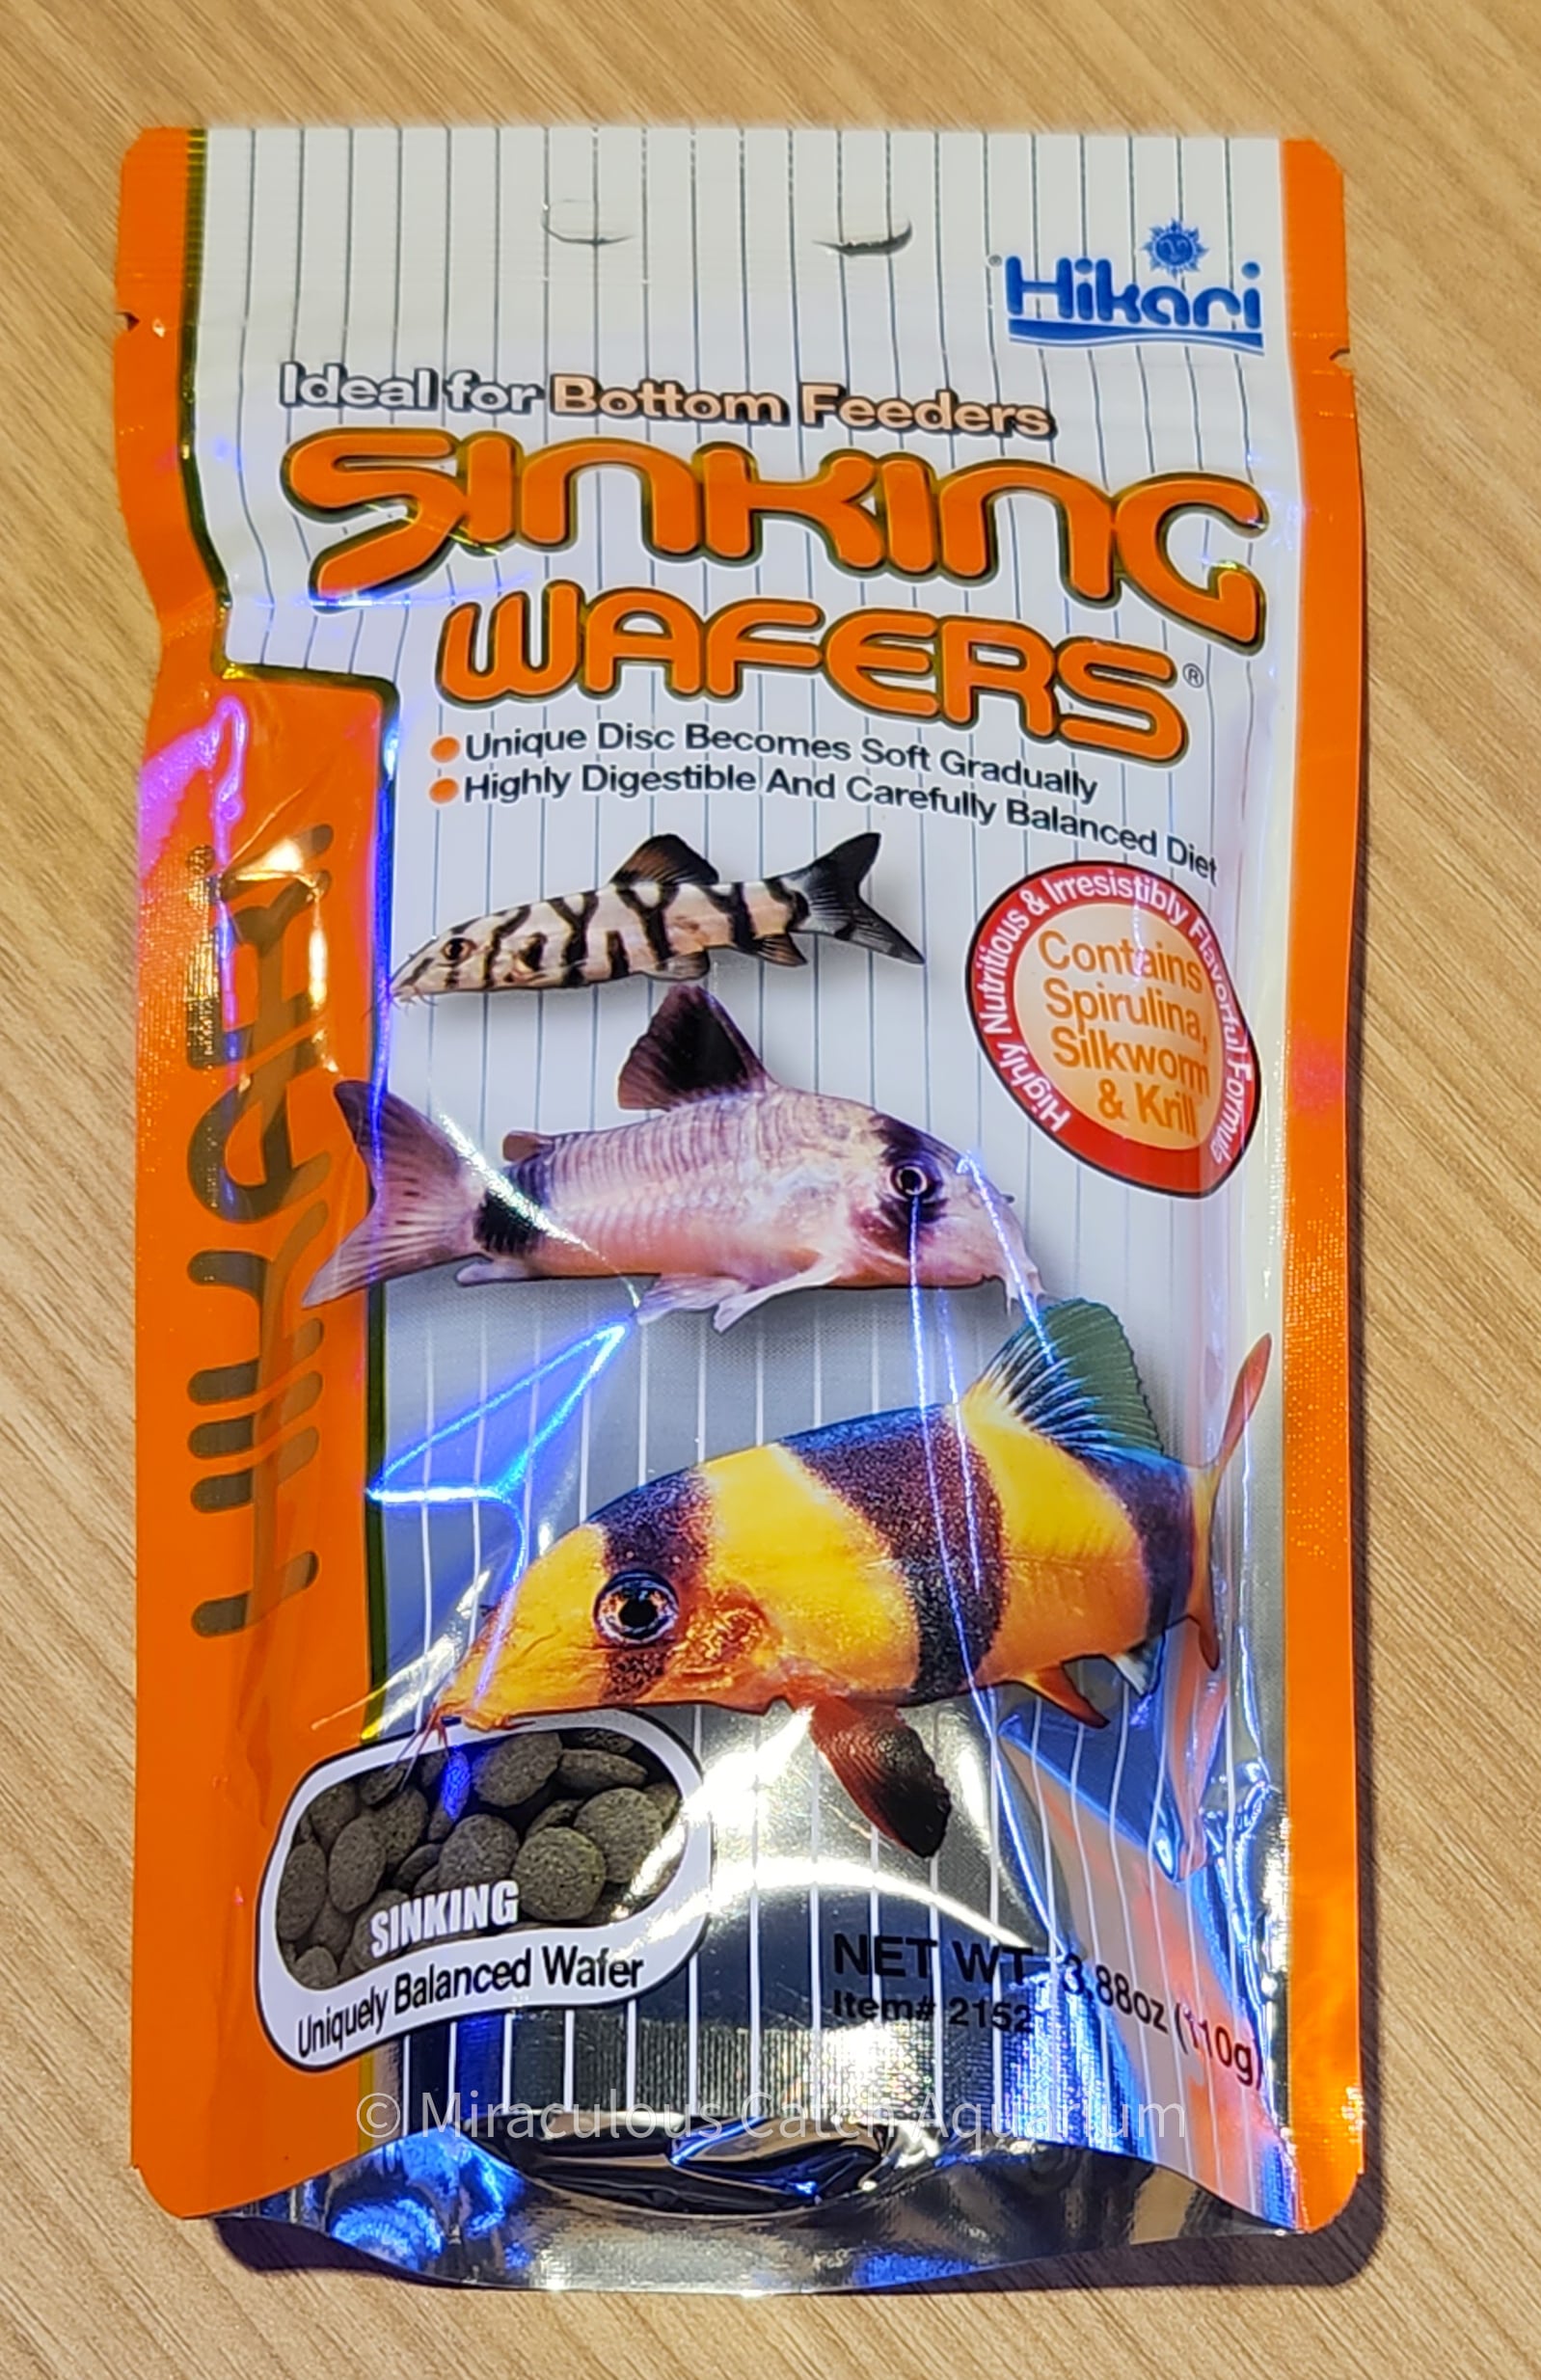 Hikari
Ideal for Bottom Feeders
SINKING
WAFERS®
Unique Disc Becomes Soft Gradually
Highly Digestible And Carefully Balanced Diet
Highly Nutritious & Irresistibly Flavorful Formula
Contains
Spirulina,
Silkworm
& Krill
HIKARI
SINKING
Uniquely Balanced Wafer
NET WT. 3.88oz (110g)
Item# 2152
© Miraculous Catch Aquarium